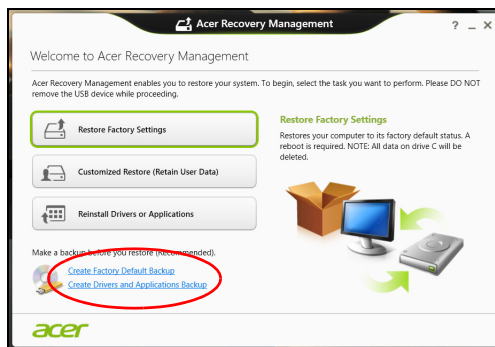 Acer Recovery Management
? _ X
Welcome to Acer Recovery Management
Acer Recovery Management enables you to restore your system. To begin, select the task you want to perform. Please DO NOT
remove the USB device while proceeding.
Restore Factory Settings
Customized Restore (Retain User Data)
Reinstall Drivers or Applications
Restore Factory Settings
Restores your computer to its factory default status. A
reboot is required. NOTE: All data on drive C will be
deleted.
Make a backup before you restore (Recommended).
Create Factory Default Backup
Create Drivers and Applications Backup
acer